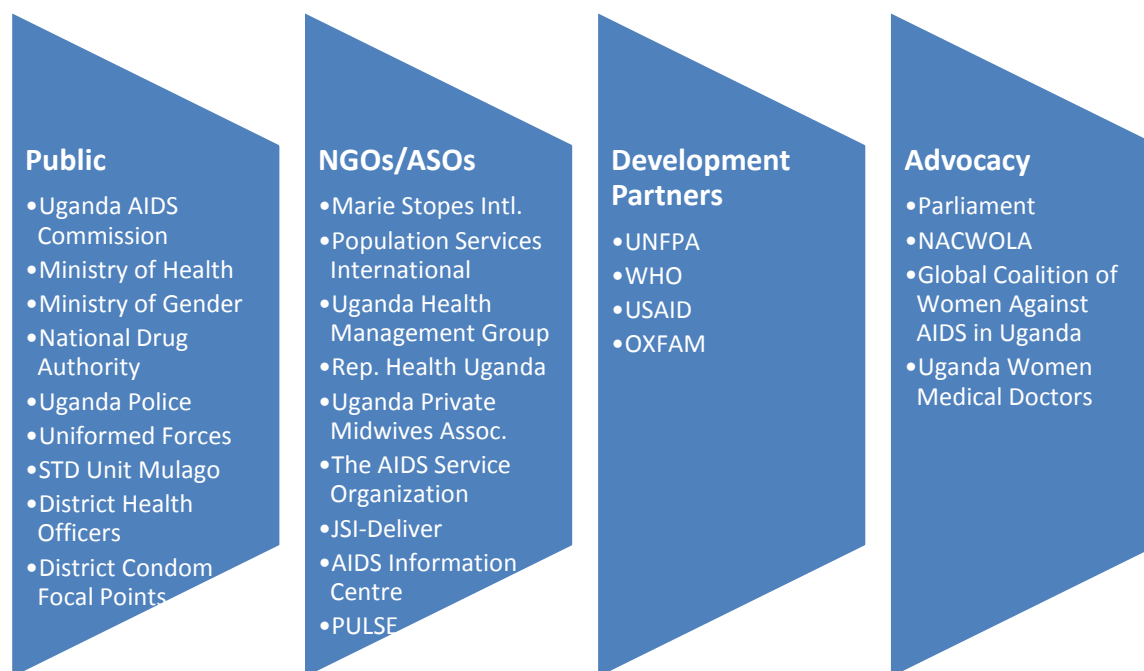 Public
•Uganda AIDS
Commission
•Ministry of Health
•Ministry of Gender
•National Drug
Authority
•Uganda Police
•Uniformed Forces
•STD Unit Mulago
•District Health
Officers
•District Condom
Focal Points
NGOs/ASOs
•Marie Stopes Intl.
•Population Services
International
•Uganda Health
Management Group
•Rep. Health Uganda
•Uganda Private
Midwives Assoc.
•The AIDS Service
Organization
•JSI-Deliver
•AIDS Information
Centre
•PULSE
Development
Partners
•UNFPA
•WHO
•USAID
•OXFAM
Advocacy
•Parliament
•NACWOLA
•Global Coalition of
Women Against
AIDS in Uganda
•Uganda Women
Medical Doctors